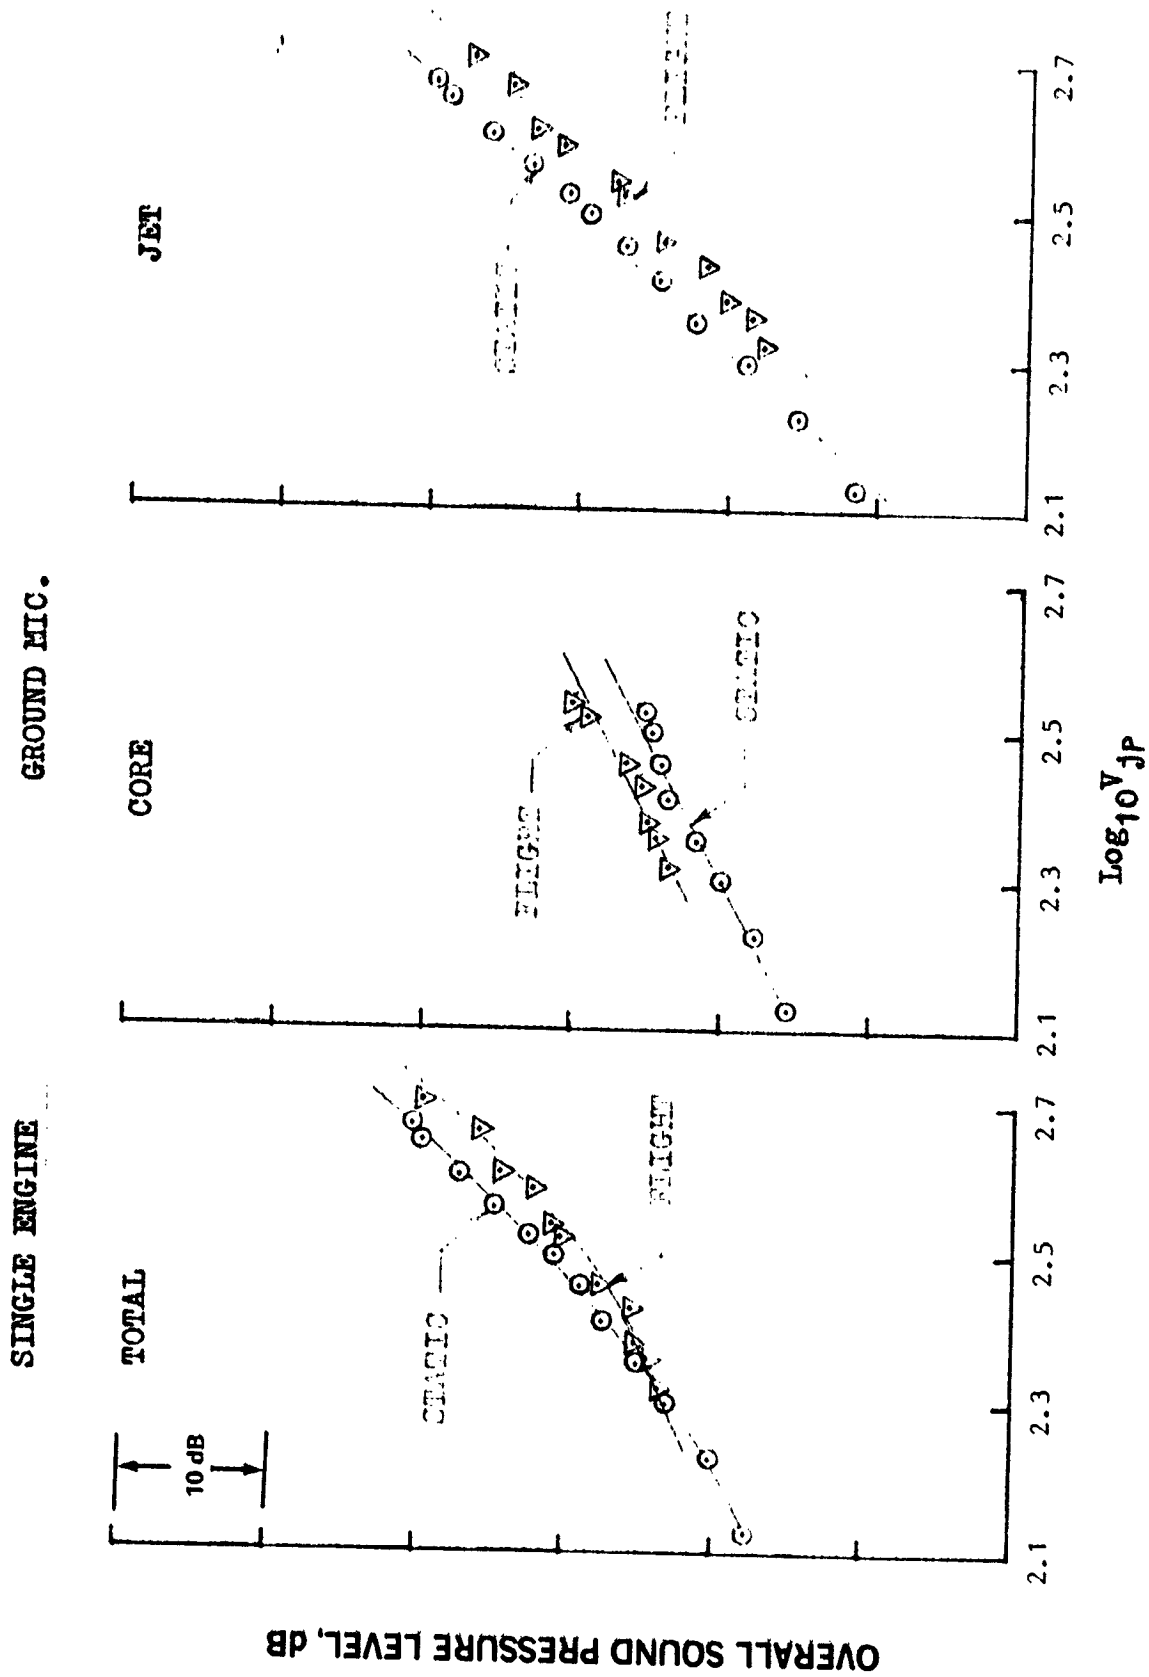 SINGLE ENGINE
GROUND MIC.
TOTAL
CORE
JET
10 dB
STATIC
FLIGHT
FLIGHT
STATIC
STATIC
FLIGHT
OVERALL SOUND PRESSURE LEVEL, dB
2.1 2.3 2.5 2.7
2.1 2.3 2.5 2.7
2.1 2.3 2.5 2.7
Log10VjP